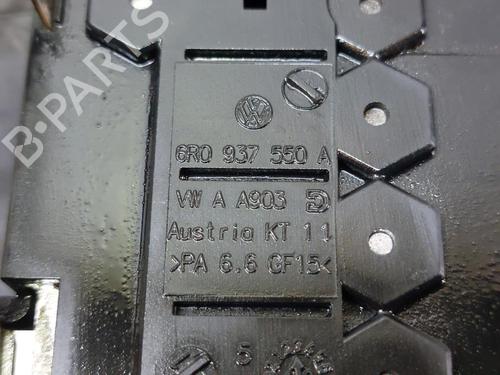 B-PARTS
6R0 937 550 A
VW A A903
Austria KT 11
>PA 6.6 GF15<
5